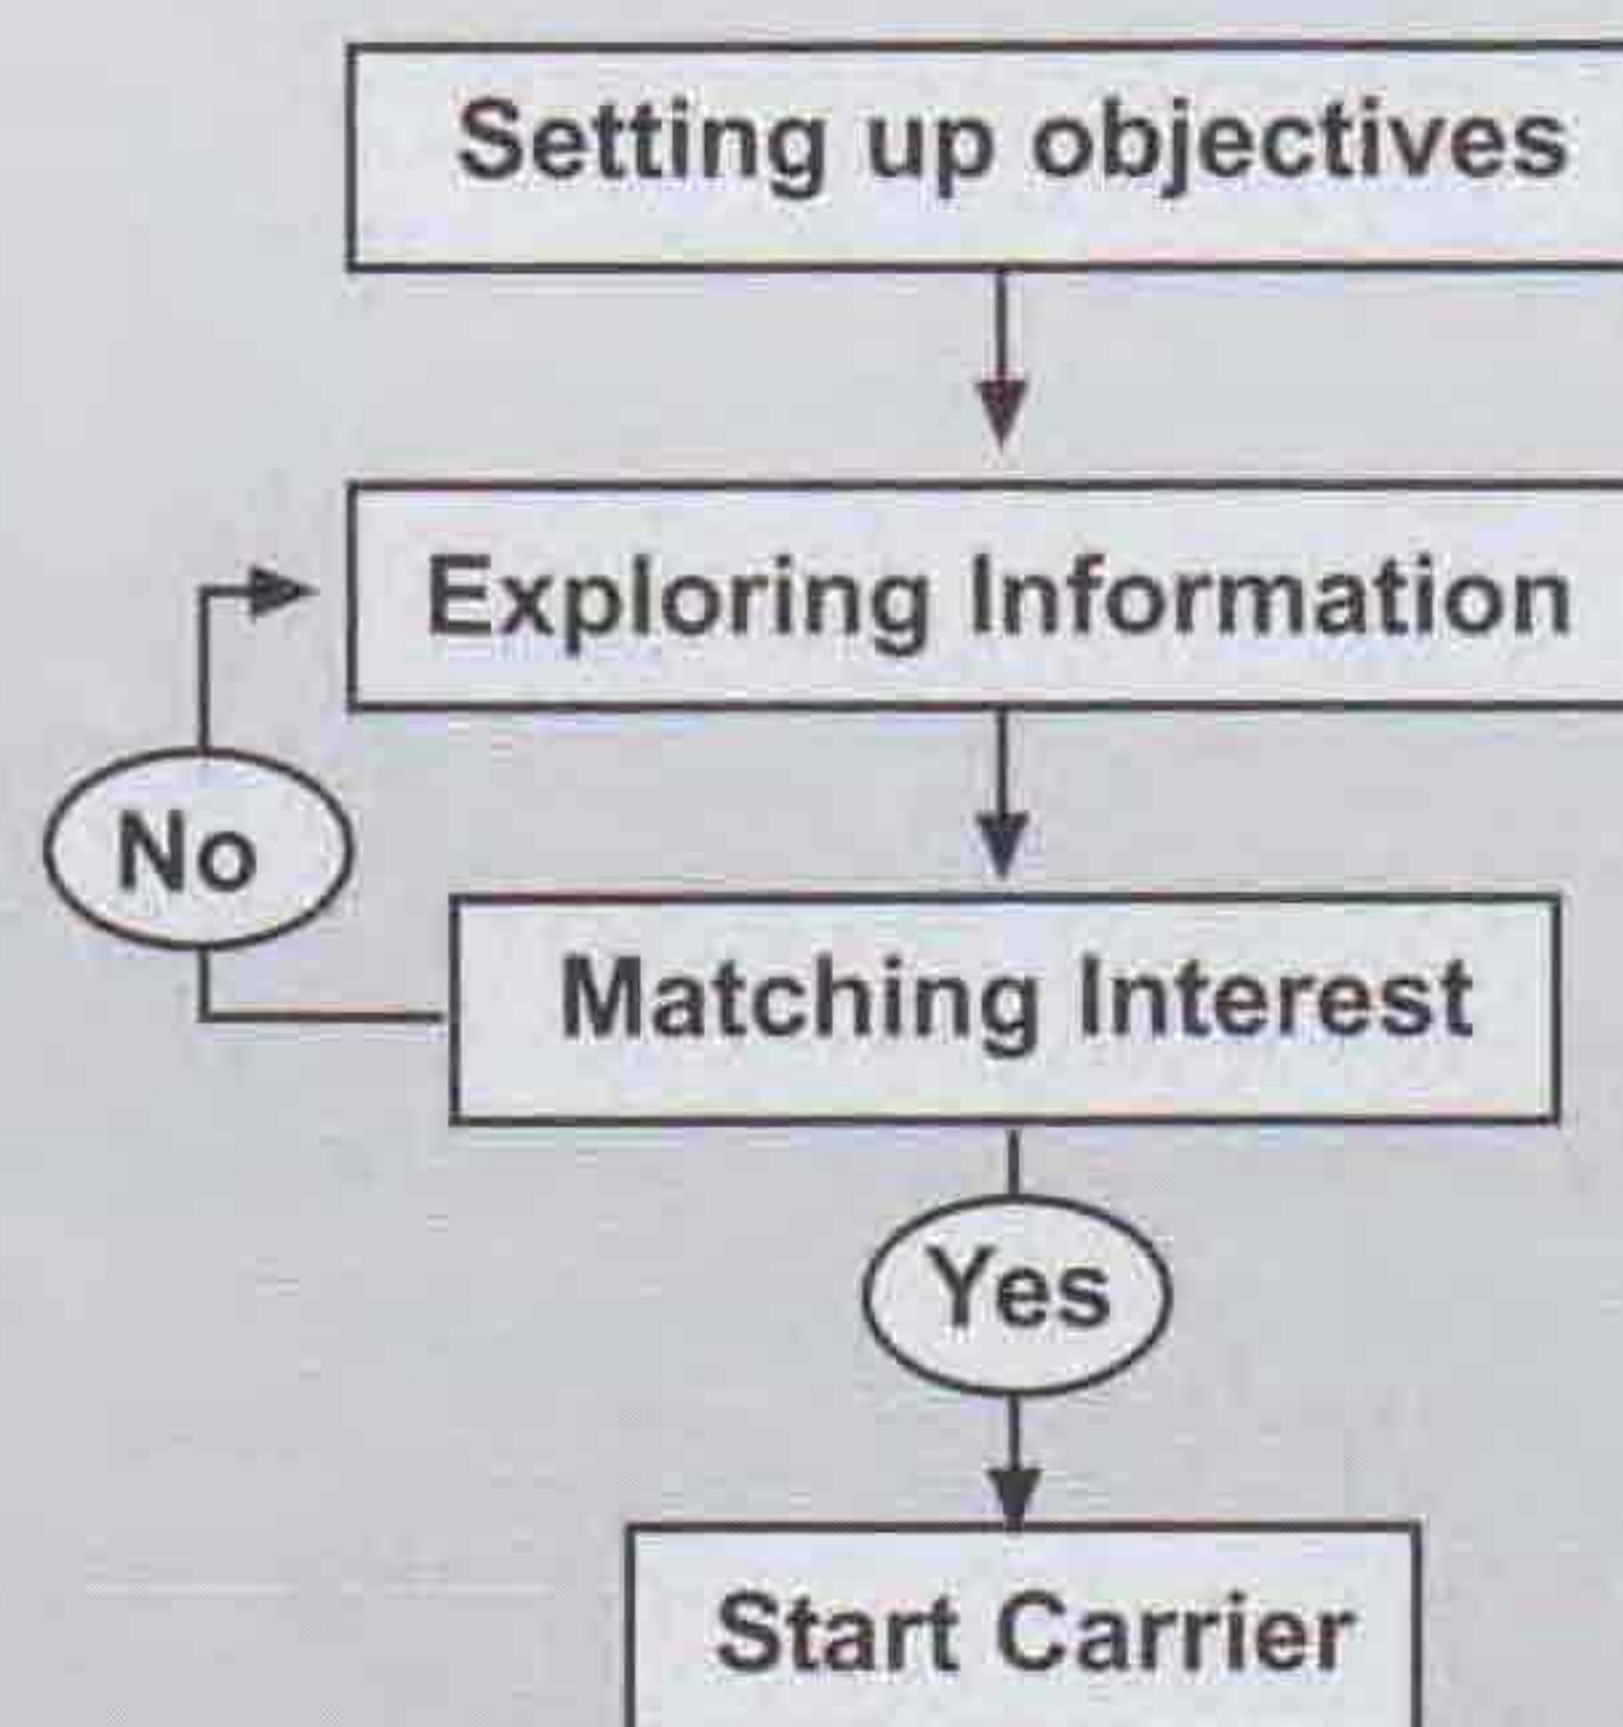 Setting up objectives
Exploring Information
No
Matching Interest
Yes
Start Carrier